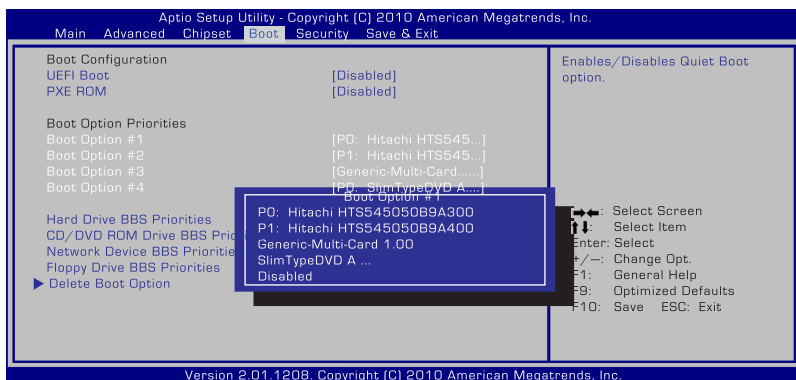 Aptio Setup Utility - Copyright (C) 2010 American Megatrends, Inc.
Main Advanced Chipset Boot Security Save & Exit
Boot Configuration
UEFI Boot [Disabled]
PXE ROM [Disabled]
Boot Option Priorities
Boot Option #1 [P0: Hitachi HTS545...]
Boot Option #2 [P1: Hitachi HTS545...]
Boot Option #3 [Generic-Multi-Card......]
Boot Option #4 [P0: SlimTypeDVD A....]
Hard Drive BBS Priorities
CD/DVD ROM Drive BBS Prio
Network Device BBS Prioritie
Floppy Drive BBS Priorities
Delete Boot Option
Boot Option #1
P0: Hitachi HTS545050B9A300
P1: Hitachi HTS545050B9A400
Generic-Multi-Card 1.00
SlimTypeDVD A ...
Disabled
Enables/Disables Quiet Boot
option.
→←: Select Screen
↑↓: Select Item
Enter: Select
+/—: Change Opt.
F1: General Help
F9: Optimized Defaults
F10: Save ESC: Exit
Version 2.01.1208. Copyright (C) 2010 American Megatrends, Inc.